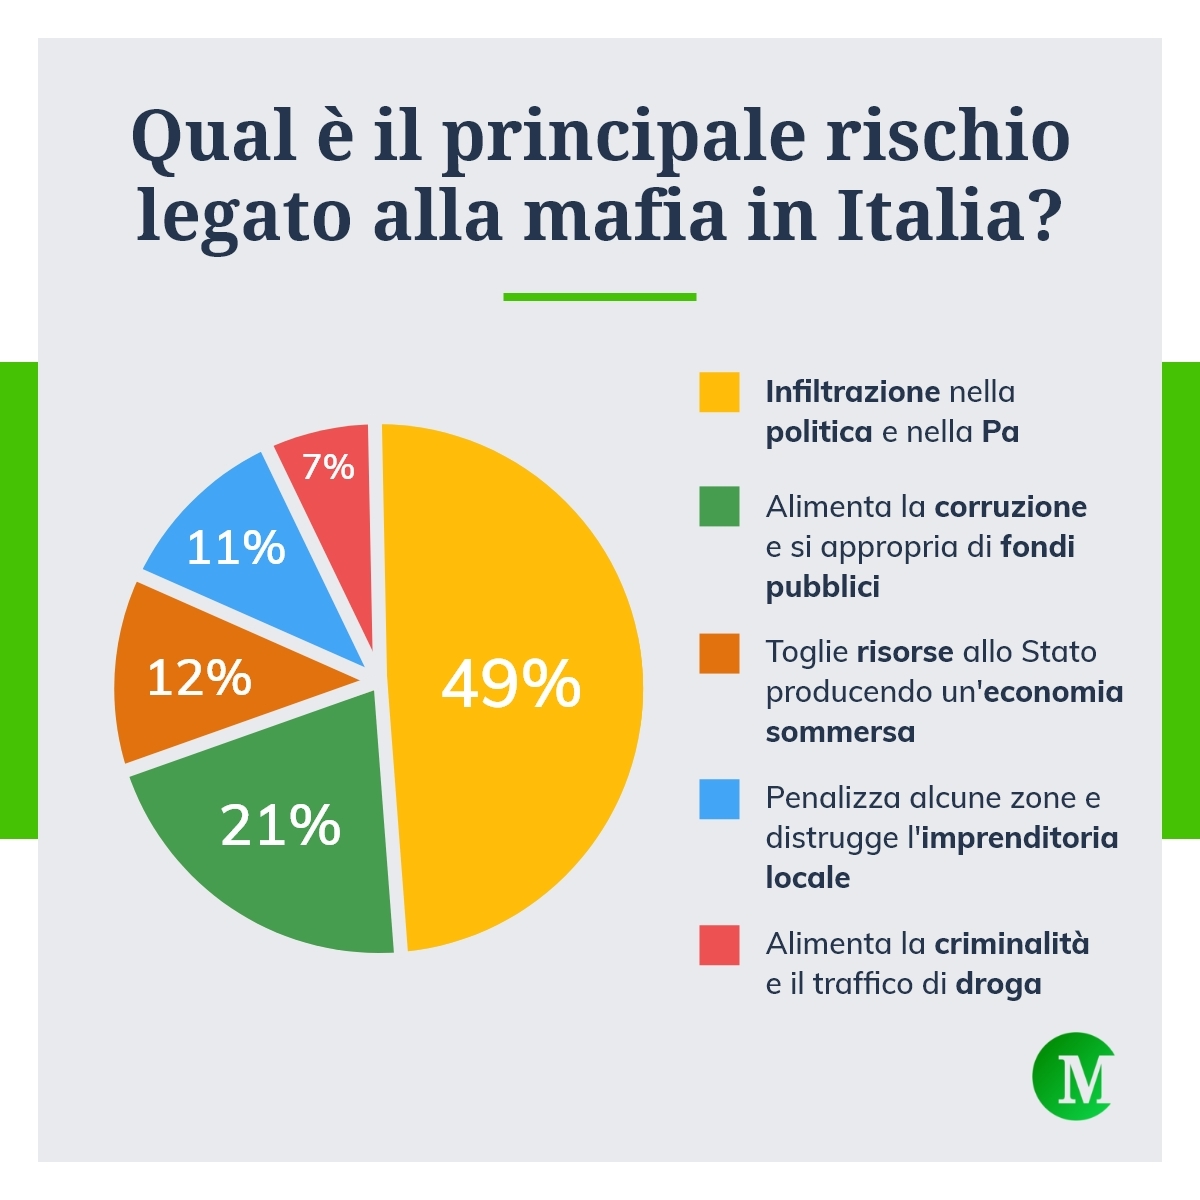 Qual è il principale rischio
legato alla mafia in Italia?
7%
11%
12%
49%
21%
Infiltrazione nella
politica e nella Pa
Alimenta la corruzione
e si appropria di fondi
pubblici
Toglie risorse allo Stato
producendo un'economia
sommersa
Penalizza alcune zone e
distrugge l'imprenditoria
locale
Alimenta la criminalità
e il traffico di droga
M